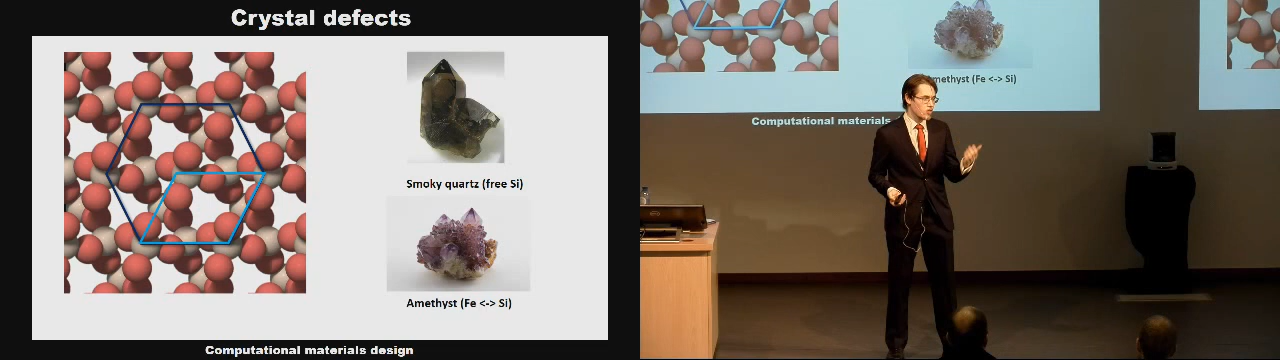 Crystal defects
Smoky quartz (free Si)
Amethyst (Fe <-> Si)
Computational materials design
methyst (Fe <-> Si)
Computational materials